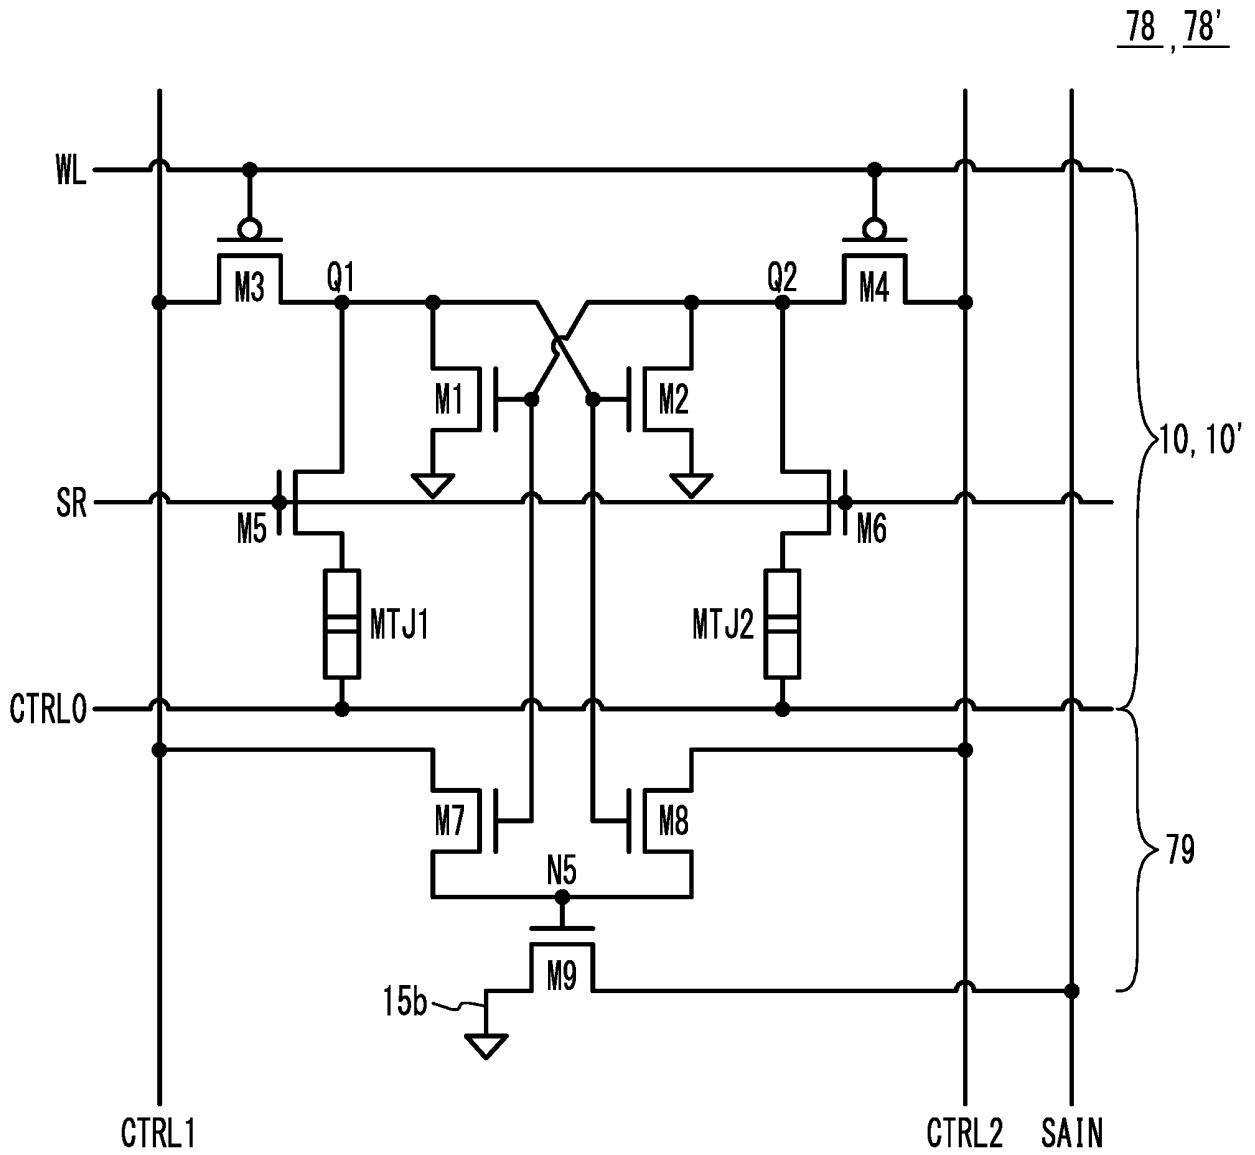 78, 78'
WL
M3
Q1
Q2
M4
M1
M2
10, 10'
SR
M5
M6
MTJ1
MTJ2
CTRL0
M7
M8
79
N5
M9
15b
CTRL1
CTRL2
SAIN